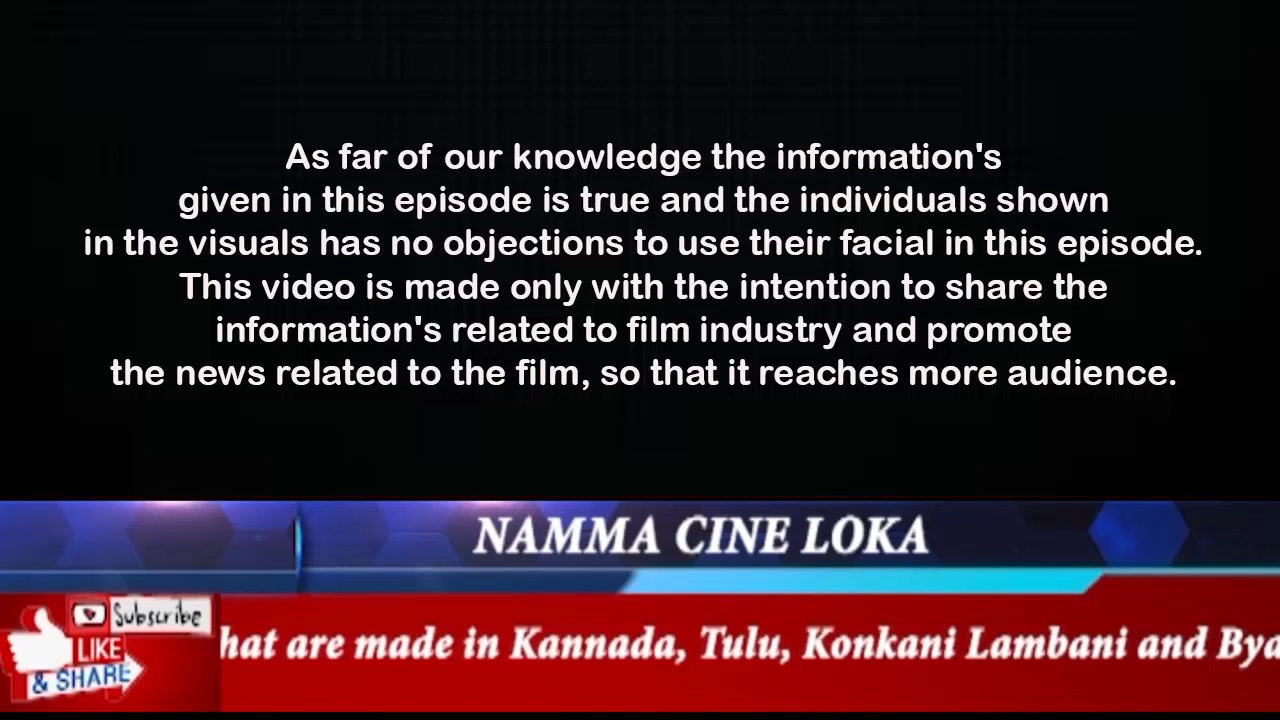 As far of our knowledge the information's
given in this episode is true and the individuals shown
in the visuals has no objections to use their facial in this episode.
This video is made only with the intention to share the
information's related to film industry and promote
the news related to the film, so that it reaches more audience.
NAMMA CINE LOKA
Subscribe
LIKE
& SHARE
hat are made in Kannada, Tulu, Konkani Lambani and Bya